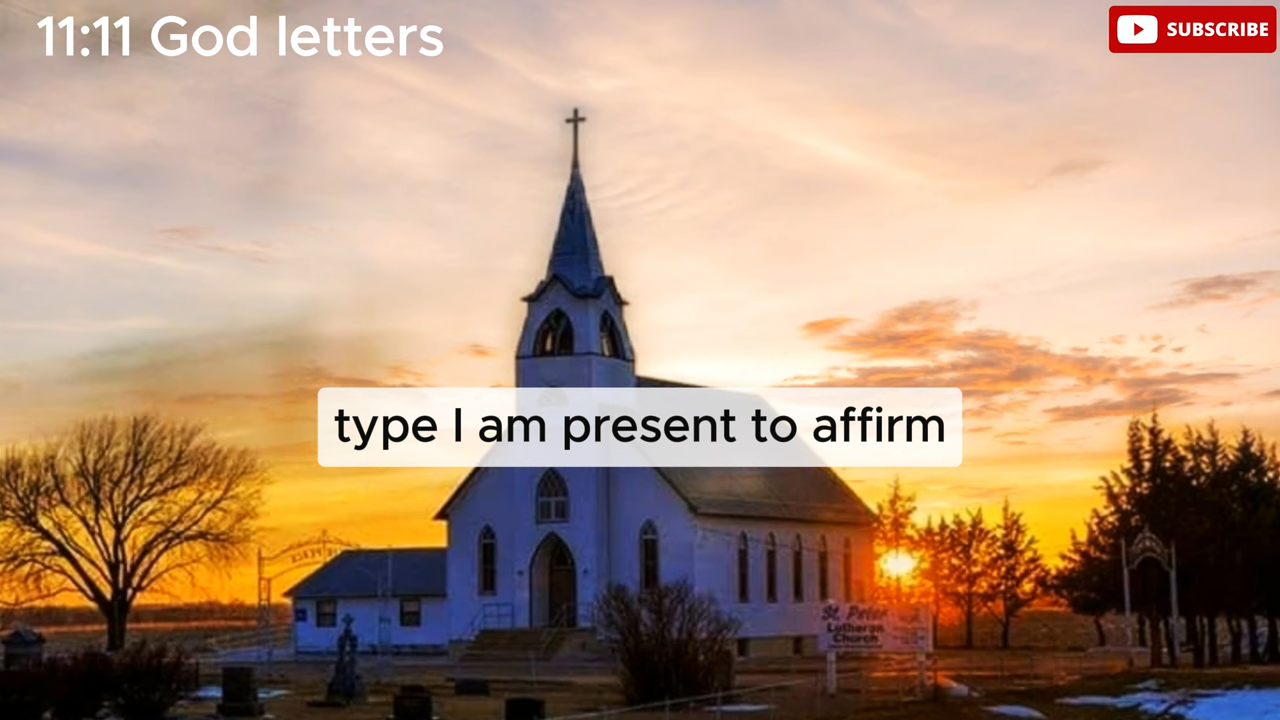 11:11 God letters
SUBSCRIBE
type I am present to affirm
St. Peter
Lutheran
Church